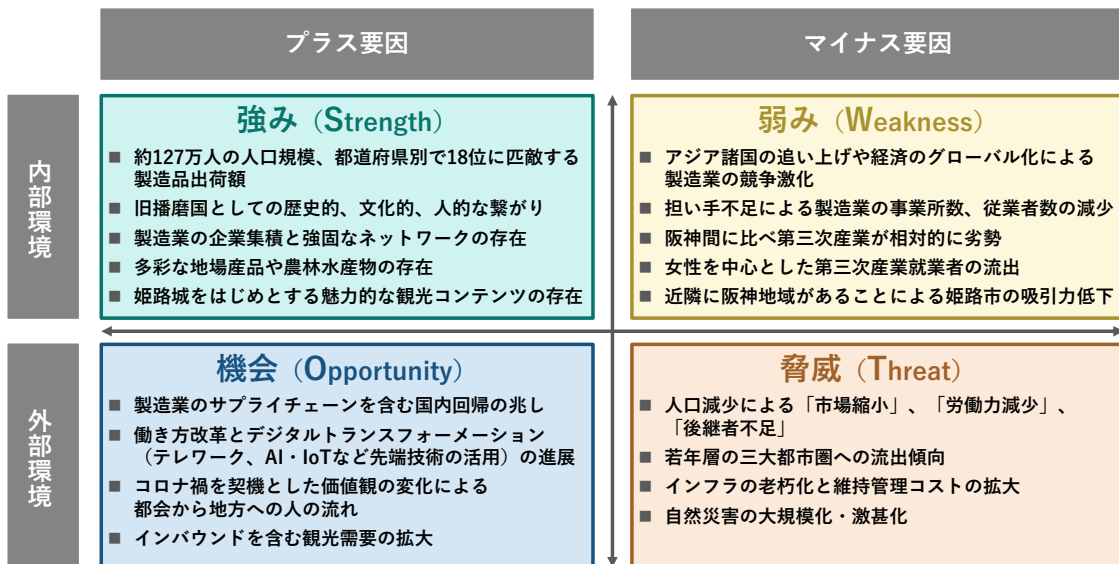 プラス要因
マイナス要因
内部環境
強み（Strength）
■ 約127万人の人口規模、都道府県別で18位に匹敵する
製造品出荷額
■ 旧播磨国としての歴史的、文化的、人的な繋がり
■ 製造業の企業集積と強固なネットワークの存在
■ 多彩な地場産品や農林水産物の存在
■ 姫路城をはじめとする魅力的な観光コンテンツの存在
弱み（Weakness）
■ アジア諸国の追い上げや経済のグローバル化による
製造業の競争激化
■ 担い手不足による製造業の事業所数、従業者数の減少
■ 阪神間に比べ第三次産業が相対的に劣勢
■ 女性を中心とした第三次産業就業者の流出
■ 近隣に阪神地域があることによる姫路市の吸引力低下
外部環境
機会（Opportunity）
■ 製造業のサプライチェーンを含む国内回帰の兆し
■ 働き方改革とデジタルトランスフォーメーション
（テレワーク、AI・IoTなど先端技術の活用）の進展
■ コロナ禍を契機とした価値観の変化による
都会から地方への人の流れ
■ インバウンドを含む観光需要の拡大
脅威（Threat）
■ 人口減少による「市場縮小」、「労働力減少」、
「後継者不足」
■ 若年層の三大都市圏への流出傾向
■ インフラの老朽化と維持管理コストの拡大
■ 自然災害の大規模化・激甚化